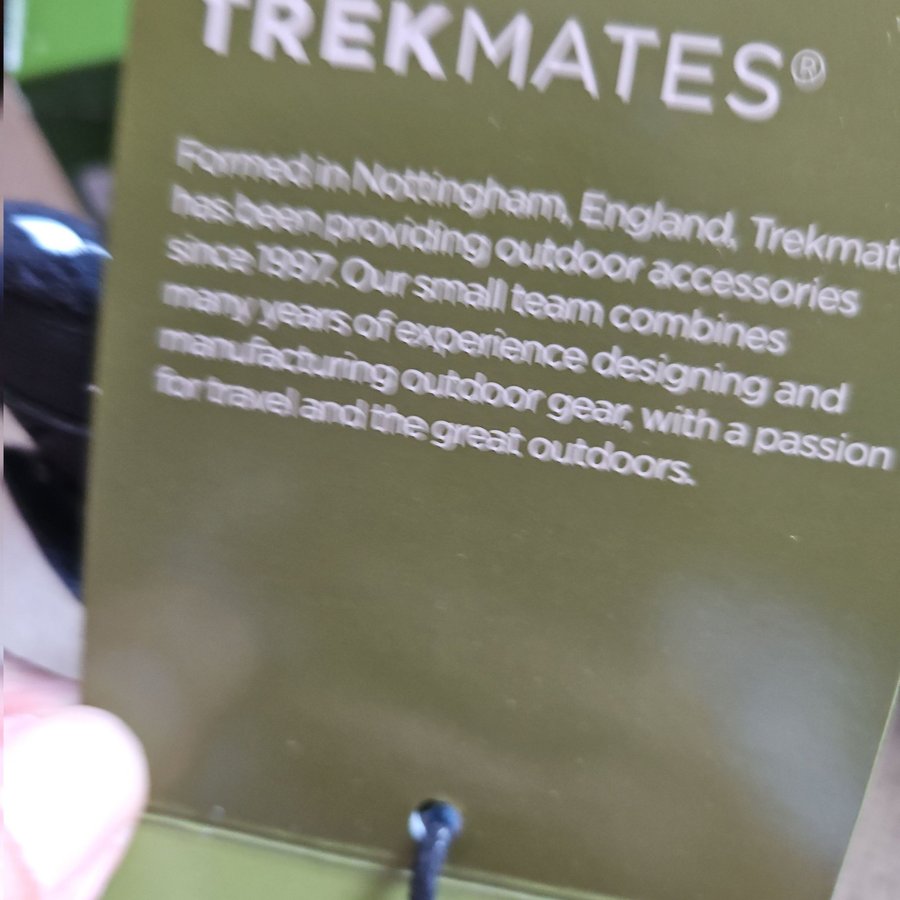 TREKMATES®
Formed in Nottingham, England, Trekmat
has been providing outdoor accessories
since 1997. Our small team combines
many years of experience designing and
manufacturing outdoor gear, with a passion
for travel and the great outdoors.